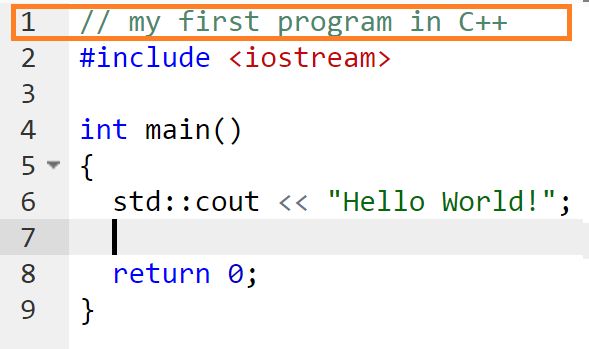 1 // my first program in C++
2 #include <iostream>
3
4 int main()
5 {
6 std::cout << "Hello World!";
7
8 return 0;
9 }